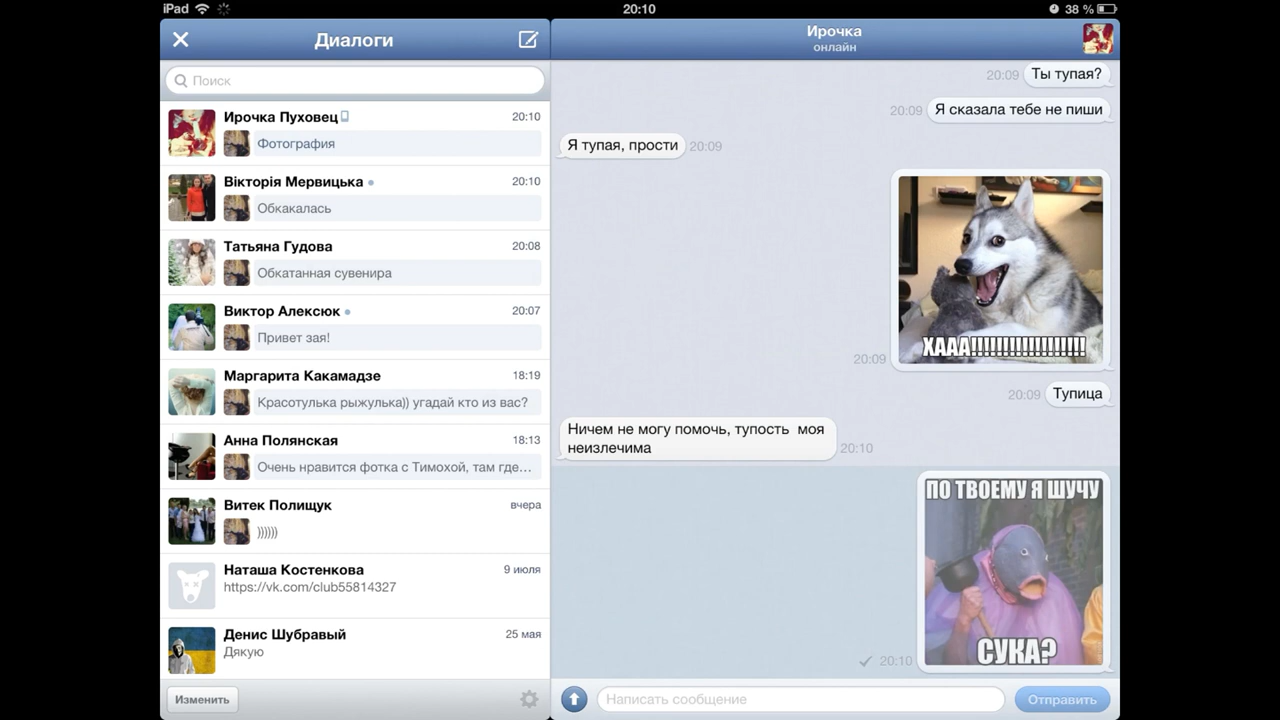 iPad
20:10
38 %
Диалоги
Поиск
Ирочка Пуховец
20:10
Фотография
Вікторія Мервицька
20:10
Обкакалась
Татьяна Гудова
20:08
Обкатанная сувенира
Виктор Алексюк
20:07
Привет зая!
Маргарита Какамадзе
18:19
Красотулька рыжулька)) угадай кто из вас?
Анна Полянская
18:13
Очень нравится фотка с Тимохой, там где...
Витек Полищук
вчера
))))))
Наташа Костенкова
9 июля
https://vk.com/club55814327
Денис Шубравый
25 мая
Дякую
Изменить
Ирочка
онлайн
20:09 Ты тупая?
20:09 Я сказала тебе не пиши
Я тупая, прости 20:09
ХААА!!!!!!!!!!!!!!!!!!!
20:09
20:09 Тупица
Ничем не могу помочь, тупость моя
неизлечима 20:10
ПО ТВОЕМУ Я ШУЧУ
СУКА?
20:10
Написать сообщение
Отправить